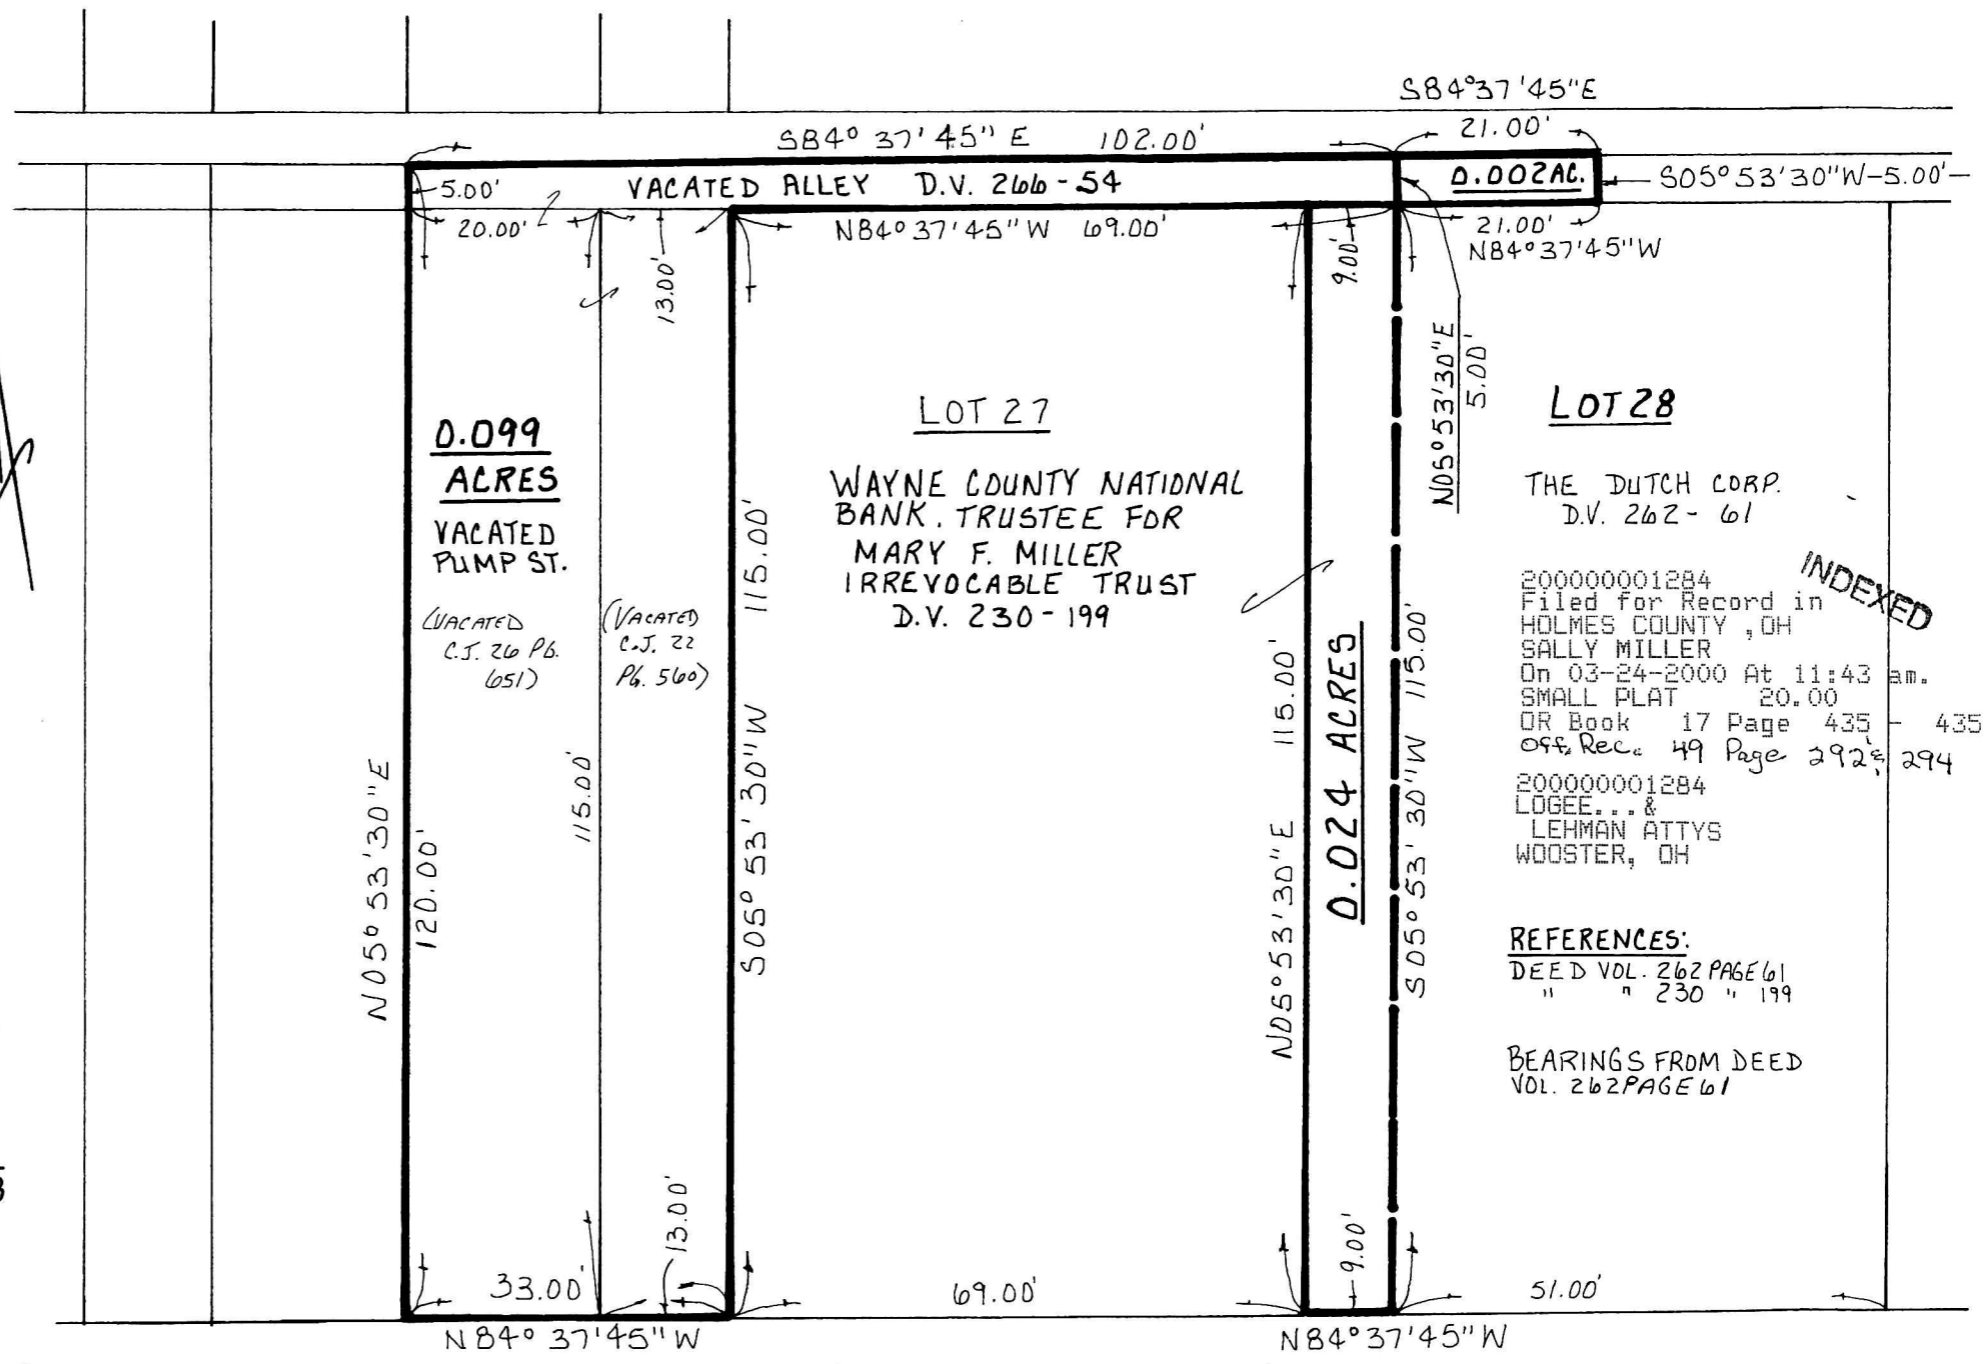 S84°37'45"E
21.00'
S84° 37' 45" E 102.00'
5.00'
VACATED ALLEY D.V. 266-54
0.002 AC.
S05° 53'30"W-5.00'
20.00'
13.00'
N84°37'45"W 69.00'
9.00'
21.00'
N84°37'45"W
N05°53'30"E
5.00'
0.099
ACRES
VACATED
PUMP ST.
(VACATED
C.J. 26 PG.
651)
(VACATED
C.J. 22
PG. 560)
N05° 53'30"E
120.00'
115.00'
115.00'
S05° 53' 30"W
LOT 27
WAYNE COUNTY NATIONAL
BANK. TRUSTEE FOR
MARY F. MILLER
IRREVOCABLE TRUST
D.V. 230-199
N05°53'30"E 115.00'
0.024 ACRES
S05°53' 30"W 115.00'
LOT 28
THE DUTCH CORP.
D.V. 262-61
INDEXED
200000001284
Filed for Record in
HOLMES COUNTY ,OH
SALLY MILLER
On 03-24-2000 At 11:43 am.
SMALL PLAT 20.00
OR Book 17 Page 435 - 435
Off. Rec. 49 Page 292 & 294
200000001284
LOGEE...&
LEHMAN ATTYS
WOOSTER, OH
REFERENCES:
DEED VOL. 262 PAGE 61
" " 230 " 199
BEARINGS FROM DEED
VOL. 262 PAGE 61
33.00'
13.00'
69.00'
9.00'
51.00'
N84° 37'45"W
N84°37'45"W